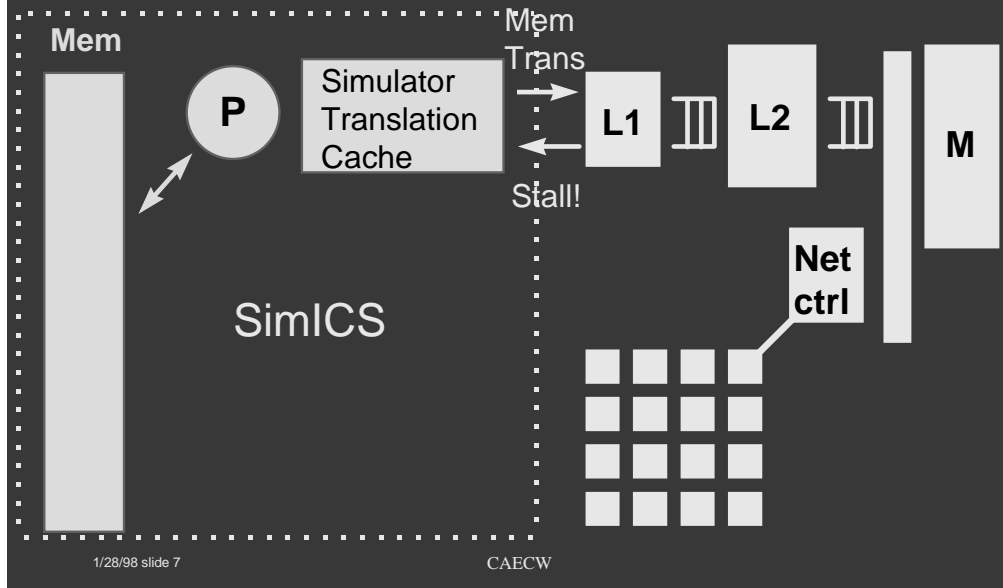 Mem
P
Simulator
Translation
Cache
Mem
Trans
Stall!
L1
L2
M
Net
ctrl
SimICS
1/28/98 slide 7
CAECW